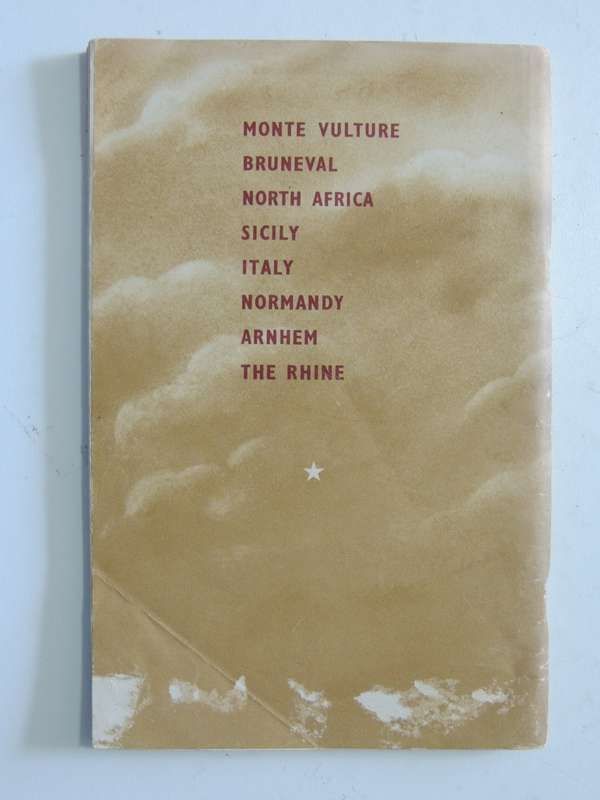 MONTE VULTURE
BRUNEVAL
NORTH AFRICA
SICILY
ITALY
NORMANDY
ARNHEM
THE RHINE